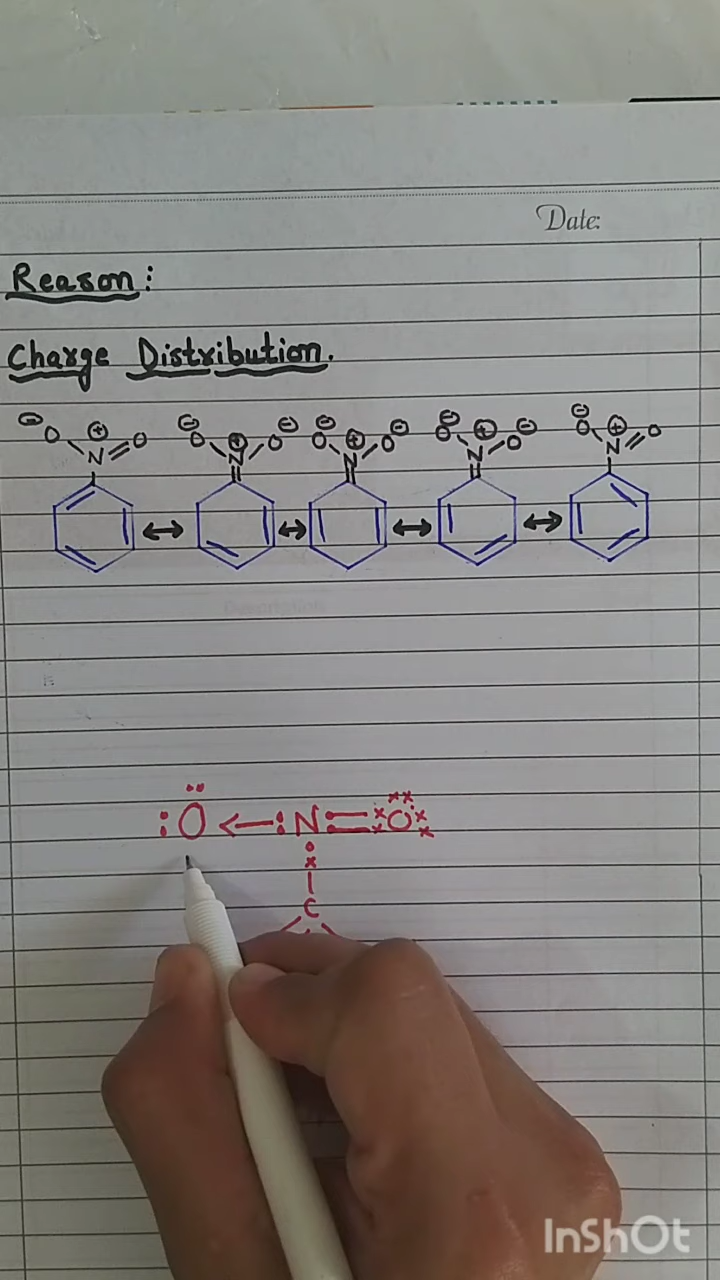 Date:
Reason:
Charge Distribution.
⊖ ⊕ ⊖ ⊕ ⊖ ⊖ ⊕ ⊖ ⊖ ⊕ ⊖ ⊖ ⊕
O N O O N O O N O O N O O N O
↔ ↔ ↔ ↔
:O ← :N = O
C
InShOt